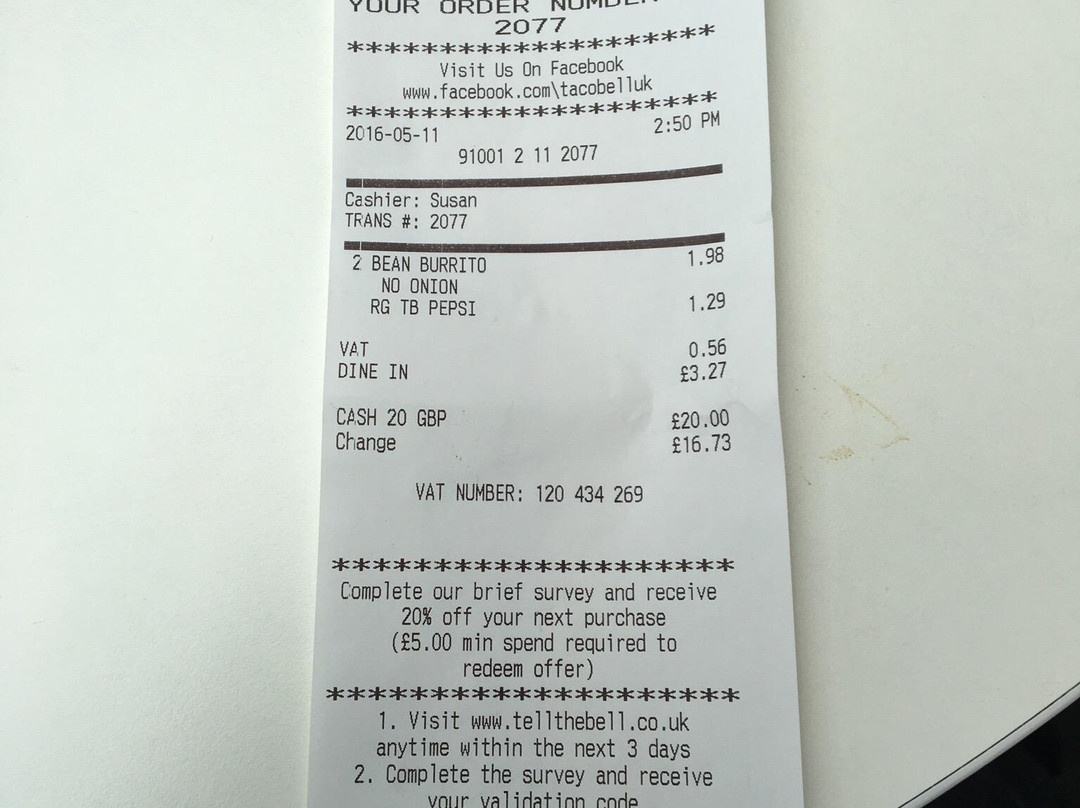 YOUR ORDER NUMBER
2077
********************
Visit Us On Facebook
www.facebook.com\tacobelluk
********************
2016-05-11 2:50 PM
91001 2 11 2077
Cashier: Susan
TRANS #: 2077
2 BEAN BURRITO 1.98
NO ONION
RG TB PEPSI 1.29
VAT 0.56
DINE IN £3.27
CASH 20 GBP £20.00
Change £16.73
VAT NUMBER: 120 434 269
********************
Complete our brief survey and receive
20% off your next purchase
(£5.00 min spend required to
redeem offer)
********************
1. Visit www.tellthebell.co.uk
anytime within the next 3 days
2. Complete the survey and receive
your validation code